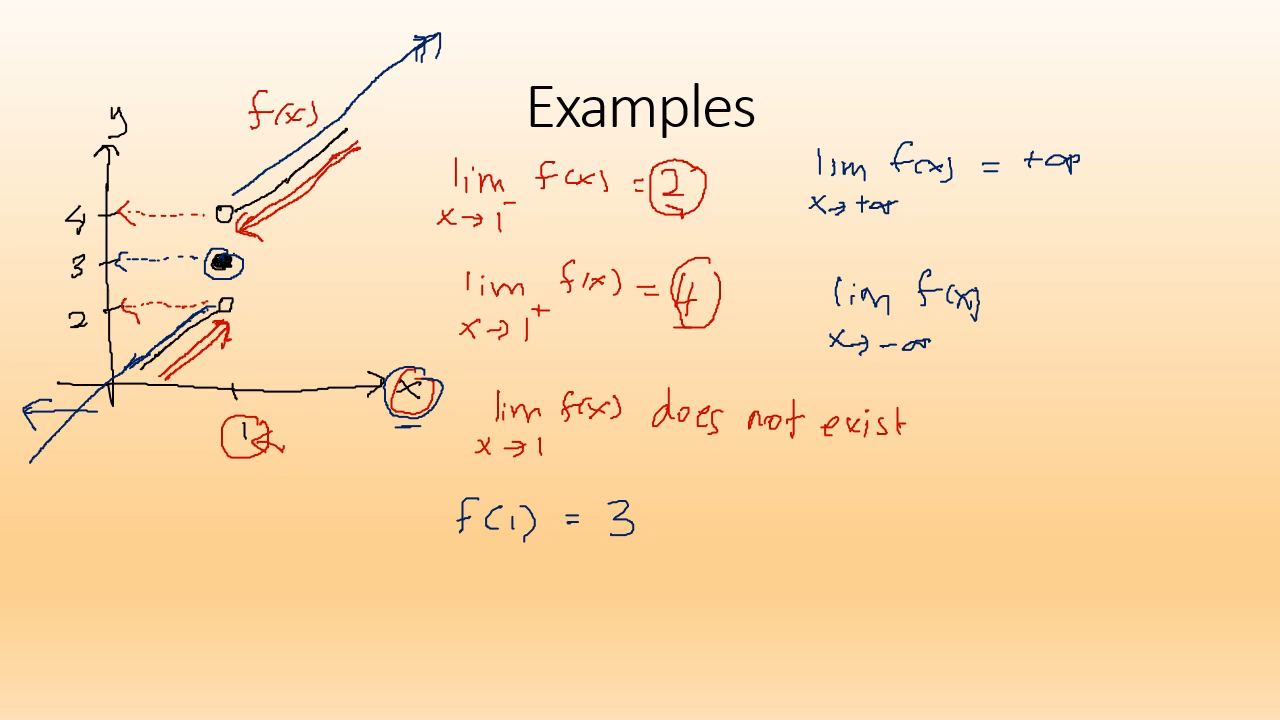 Examples
y
f(x)
4
3
2
1
x
lim f(x) = 2
x→1⁻
lim f(x) = 4
x→1⁺
lim f(x) does not exist
x→1
f(1) = 3
lim f(x) = +∞
x→+∞
lim f(x)
x→-∞